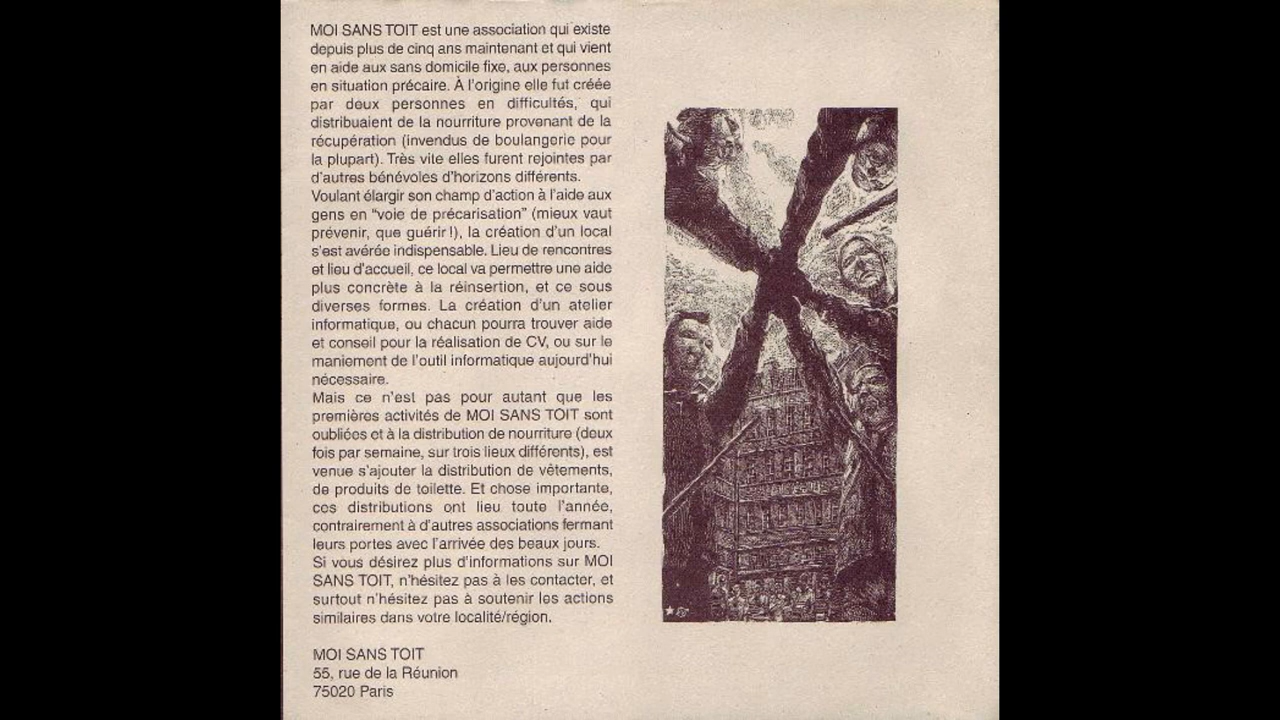 MOI SANS TOIT est une association qui existe
depuis plus de cinq ans maintenant et qui vient
en aide aux sans domicile fixe, aux personnes
en situation précaire. À l'origine elle fut créée
par deux personnes en difficultés, qui
distribuaient de la nourriture provenant de la
récupération (invendus de boulangerie pour
la plupart). Très vite elles furent rejointes par
d'autres bénévoles d'horizons différents.
Voulant élargir son champ d'action à l'aide aux
gens en "voie de précarisation" (mieux vaut
prévenir, que guérir !), la création d'un local
s'est avérée indispensable. Lieu de rencontres
et lieu d'accueil, ce local va permettre une aide
plus concrète à la réinsertion, et ce sous
diverses formes. La création d'un atelier
informatique, ou chacun pourra trouver aide
et conseil pour la réalisation de CV, ou sur le
maniement de l'outil informatique aujourd'hui
nécessaire.
Mais ce n'est pas pour autant que les
premières activités de MOI SANS TOIT sont
oubliées et à la distribution de nourriture (deux
fois par semaine, sur trois lieux différents), est
venue s'ajouter la distribution de vêtements,
de produits de toilette. Et chose importante,
ces distributions ont lieu toute l'année,
contrairement à d'autres associations fermant
leurs portes avec l'arrivée des beaux jours.
Si vous désirez plus d'informations sur MOI
SANS TOIT, n'hésitez pas à les contacter, et
surtout n'hésitez pas à soutenir les actions
similaires dans votre localité/région.
MOI SANS TOIT
55, rue de la Réunion
75020 Paris